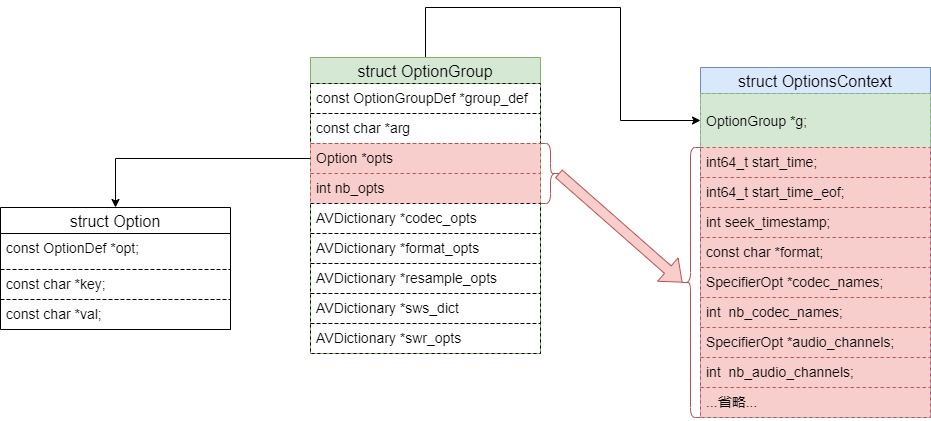 struct OptionGroup
const OptionGroupDef *group_def
const char *arg
Option *opts
int nb_opts
AVDictionary *codec_opts
AVDictionary *format_opts
AVDictionary *resample_opts
AVDictionary *sws_dict
AVDictionary *swr_opts
struct Option
const OptionDef *opt;
const char *key;
const char *val;
struct OptionsContext
OptionGroup *g;
int64_t start_time;
int64_t start_time_eof;
int seek_timestamp;
const char *format;
SpecifierOpt *codec_names;
int  nb_codec_names;
SpecifierOpt *audio_channels;
int  nb_audio_channels;
...省略...